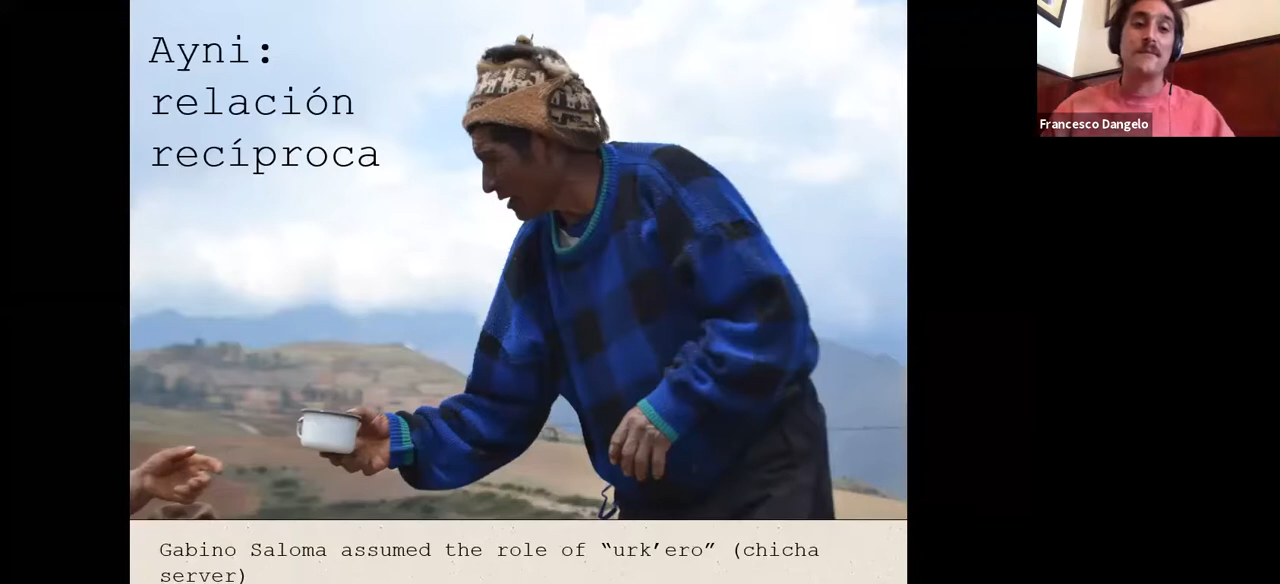 Ayni:
relación
recíproca
Francesco Dangelo
Gabino Saloma assumed the role of “urk’ero” (chicha
server)